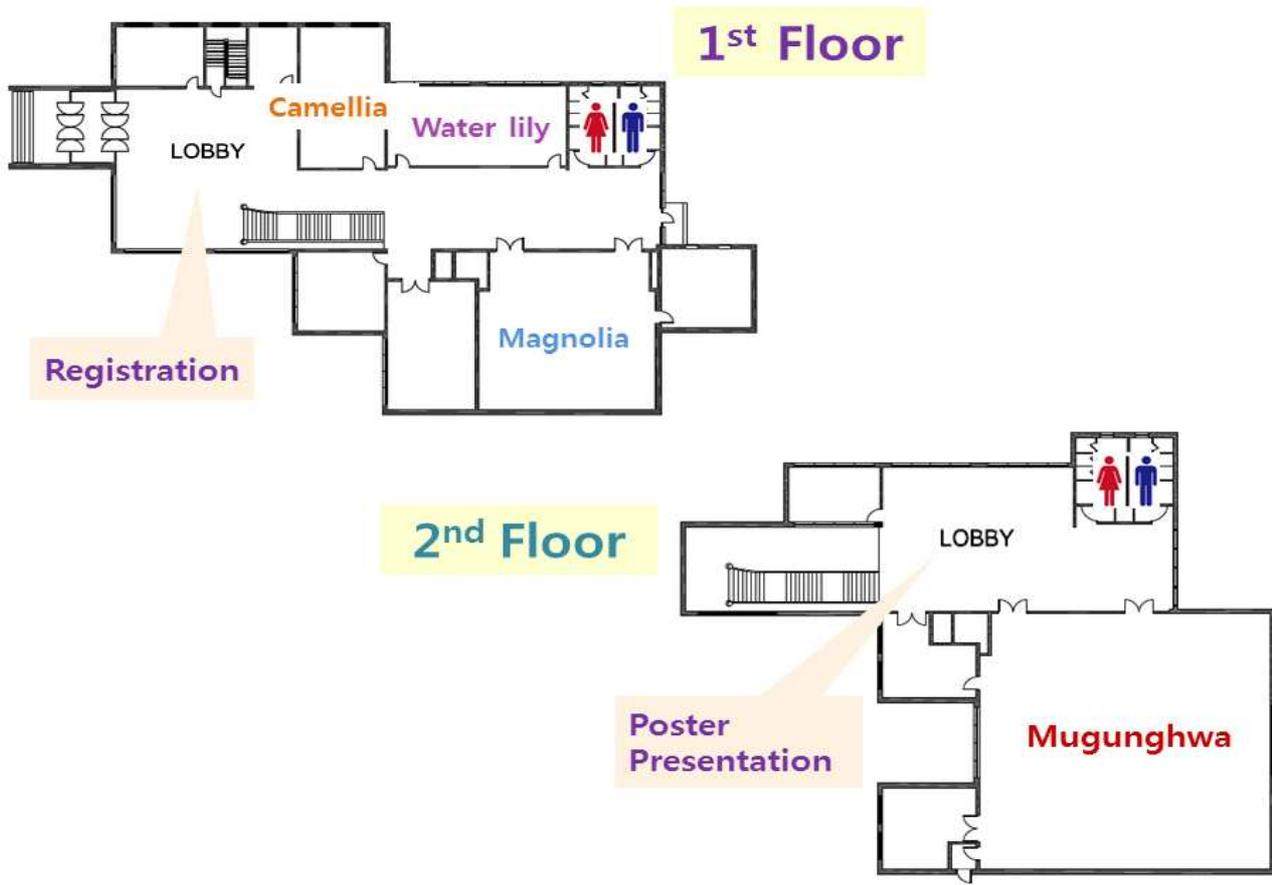 1st Floor
Camellia
Water lily
LOBBY
Registration
Magnolia
2nd Floor
LOBBY
Poster
Presentation
Mugunghwa